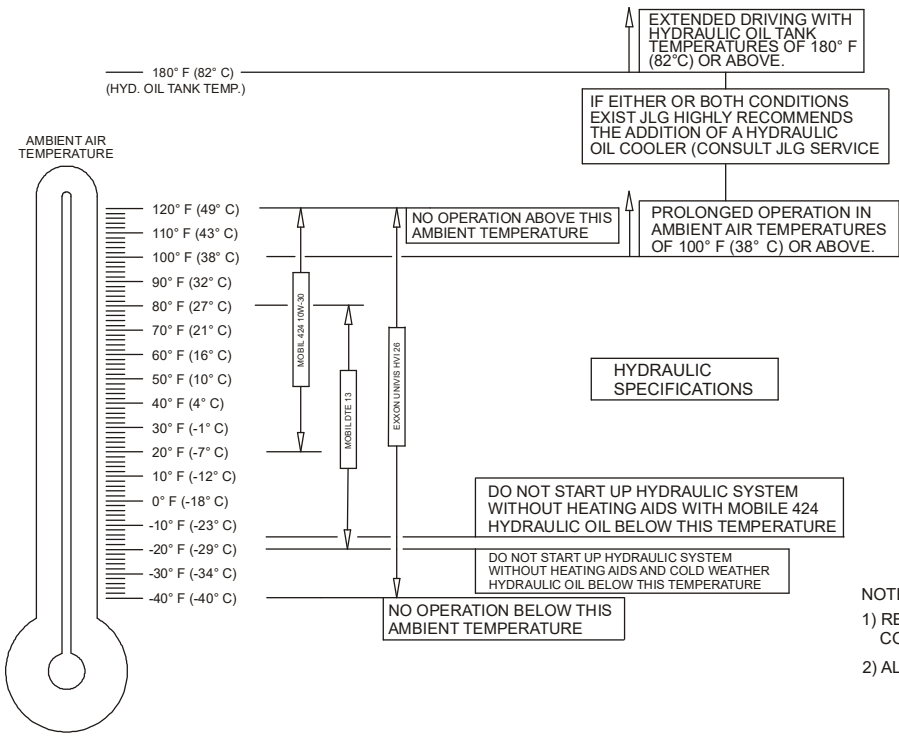 EXTENDED DRIVING WITH
HYDRAULIC OIL TANK
TEMPERATURES OF 180° F
(82°C) OR ABOVE.
180° F (82° C)
(HYD. OIL TANK TEMP.)
IF EITHER OR BOTH CONDITIONS
EXIST JLG HIGHLY RECOMMENDS
THE ADDITION OF A HYDRAULIC
OIL COOLER (CONSULT JLG SERVICE
AMBIENT AIR
TEMPERATURE
120° F (49° C)
110° F (43° C)
100° F (38° C)
90° F (32° C)
80° F (27° C)
70° F (21° C)
60° F (16° C)
50° F (10° C)
40° F (4° C)
30° F (-1° C)
20° F (-7° C)
10° F (-12° C)
0° F (-18° C)
-10° F (-23° C)
-20° F (-29° C)
-30° F (-34° C)
-40° F (-40° C)
NO OPERATION ABOVE THIS
AMBIENT TEMPERATURE
PROLONGED OPERATION IN
AMBIENT AIR TEMPERATURES
OF 100° F (38° C) OR ABOVE.
MOBIL 424 10W-30
MOBIL DTE 13
EXXON UNIVIS HVI 26
HYDRAULIC
SPECIFICATIONS
DO NOT START UP HYDRAULIC SYSTEM
WITHOUT HEATING AIDS WITH MOBILE 424
HYDRAULIC OIL BELOW THIS TEMPERATURE
DO NOT START UP HYDRAULIC SYSTEM
WITHOUT HEATING AIDS AND COLD WEATHER
HYDRAULIC OIL BELOW THIS TEMPERATURE
NO OPERATION BELOW THIS
AMBIENT TEMPERATURE
1)
2)